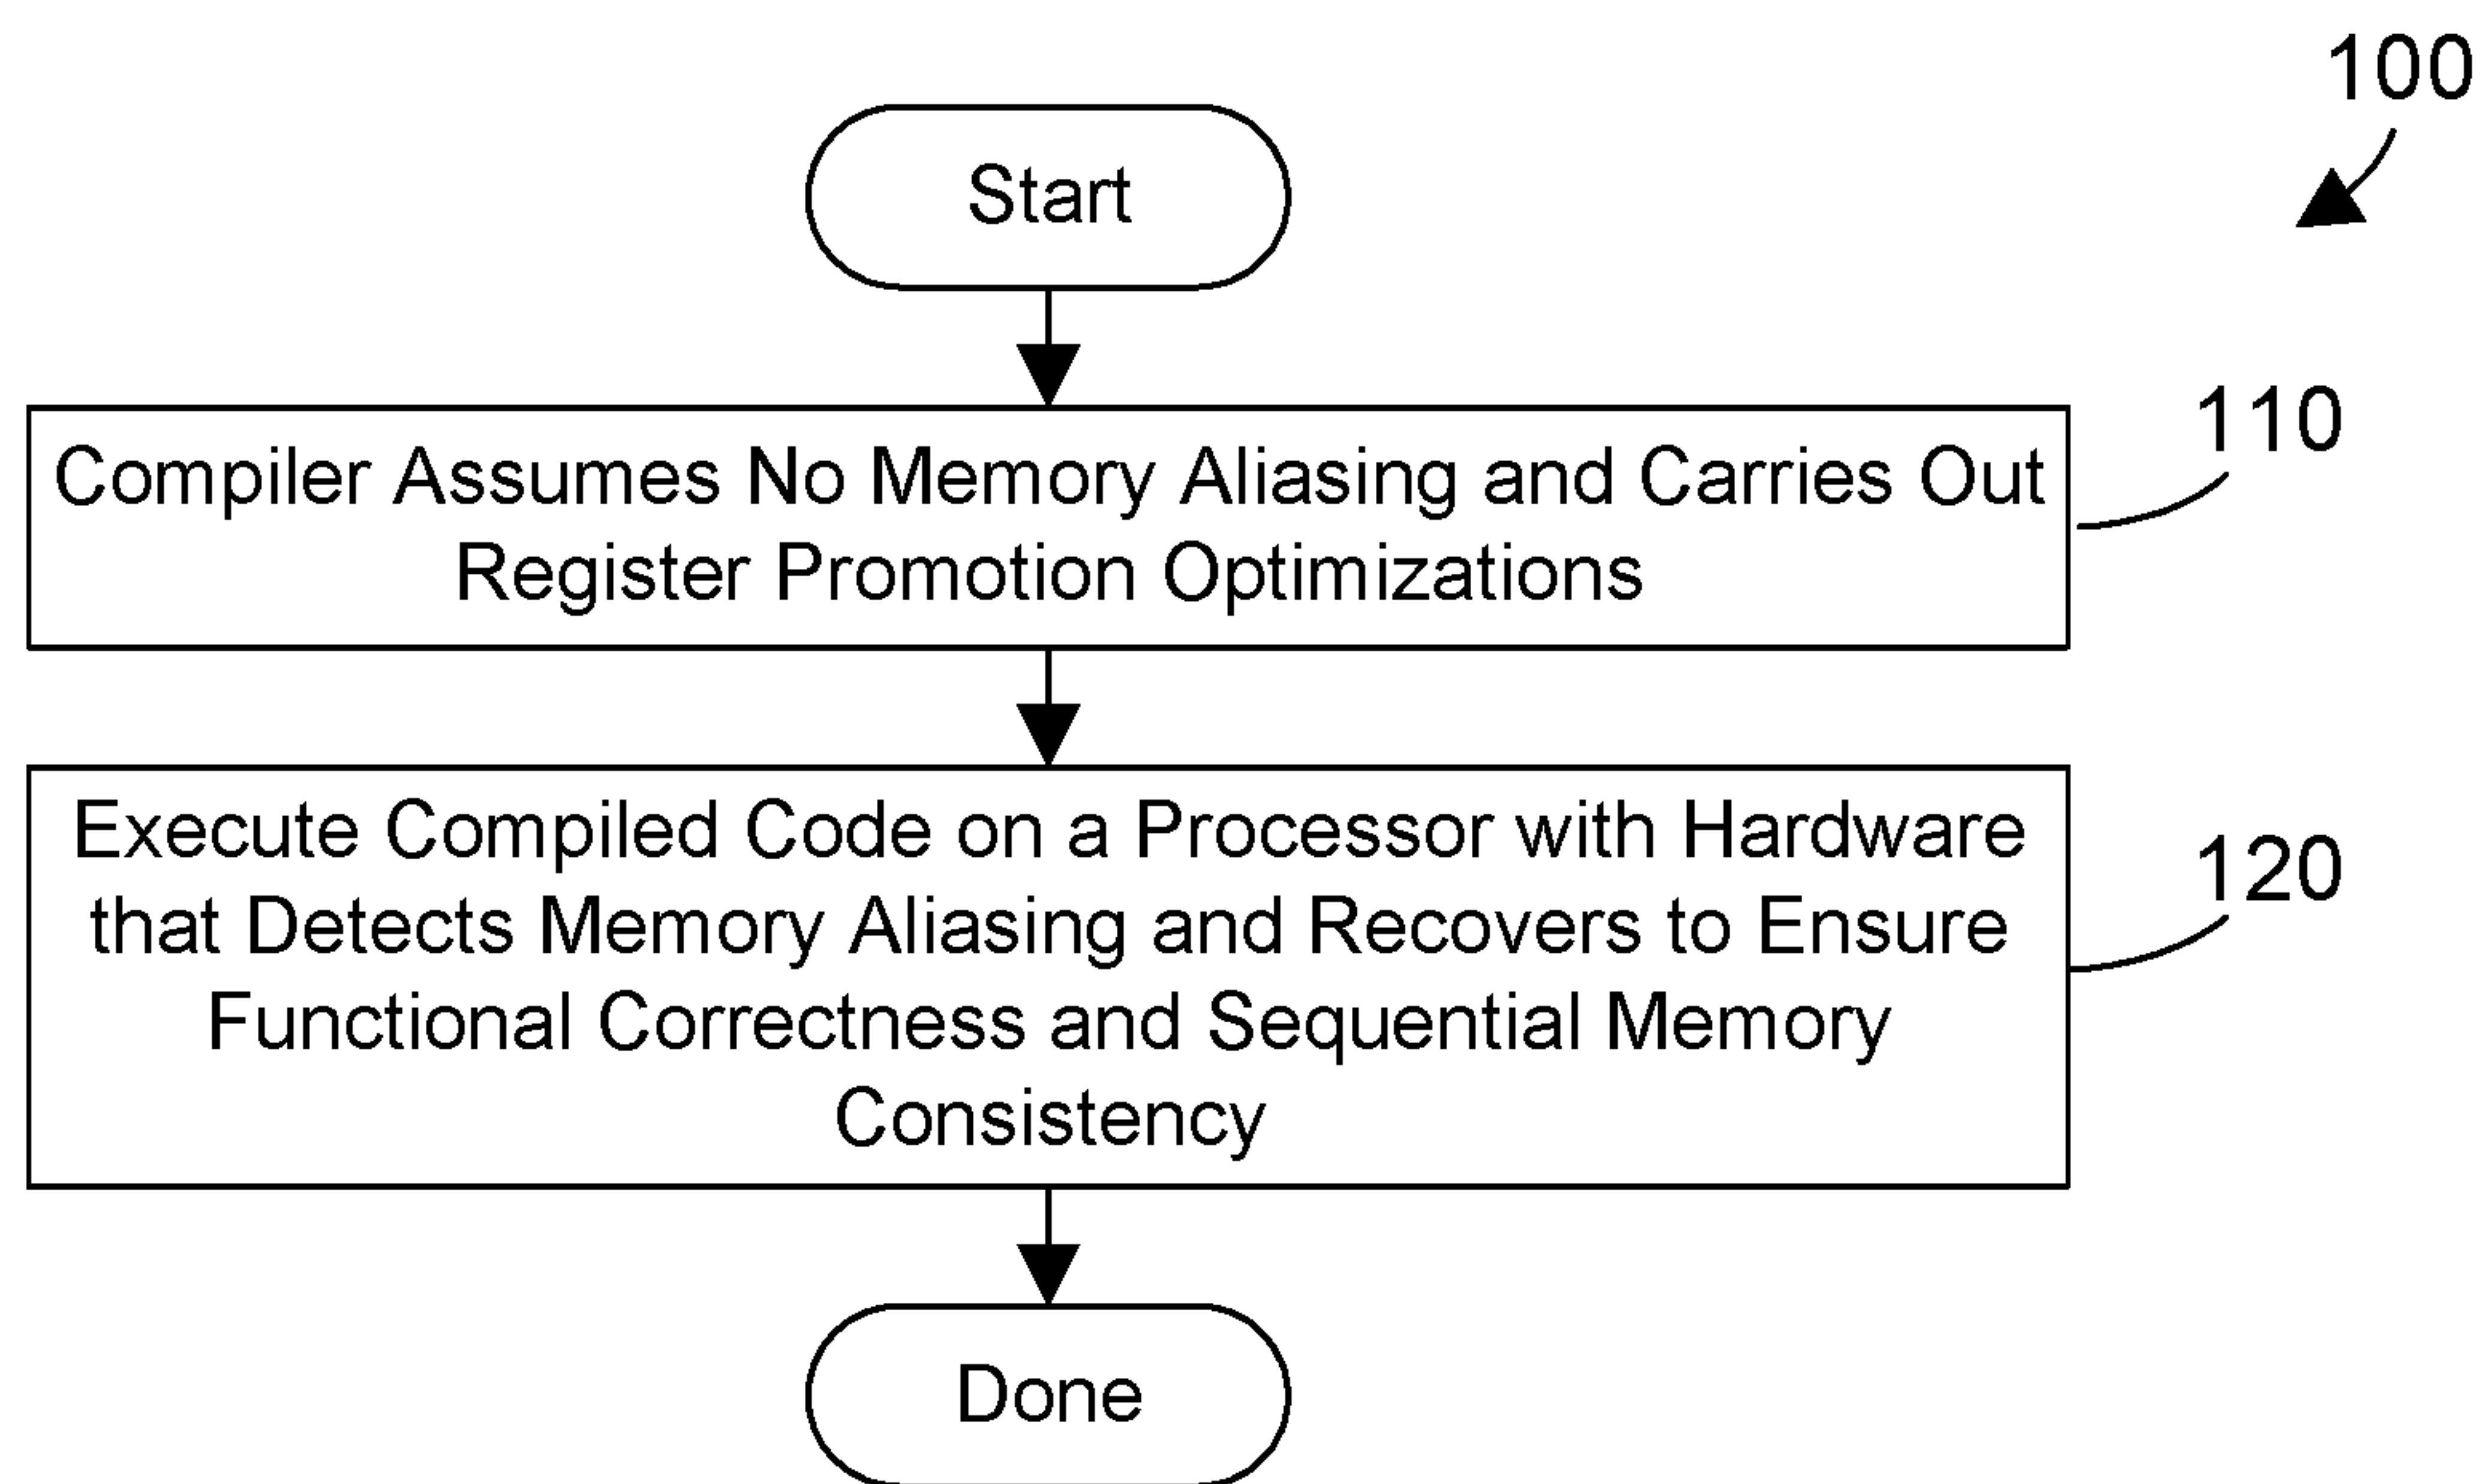 100
Start
110
Compiler Assumes No Memory Aliasing and Carries Out
Register Promotion Optimizations
120
Execute Compiled Code on a Processor with Hardware
that Detects Memory Aliasing and Recovers to Ensure
Functional Correctness and Sequential Memory
Consistency
Done